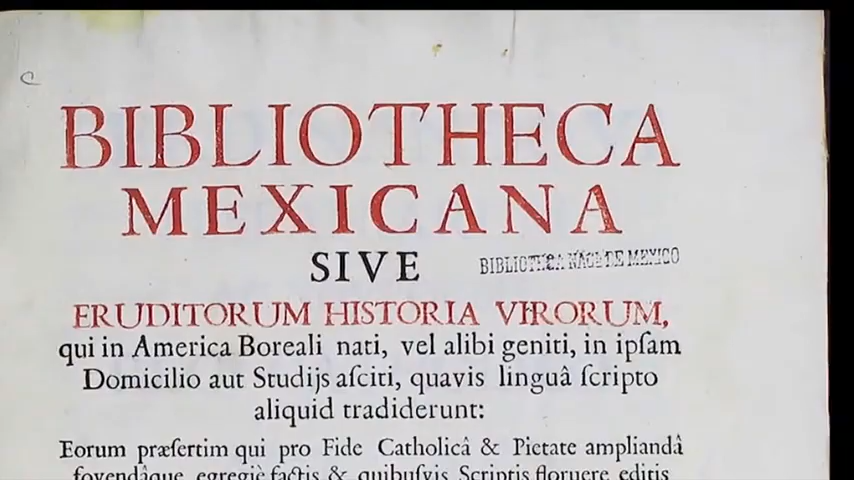 BIBLIOTHECA
MEXICANA
SIVE
BIBLIOTECA NACL DE MEXICO
ERUDITORUM HISTORIA VIRORUM,
qui in America Boreali nati, vel alibi geniti, in ipſam
Domicilio aut Studijs aſciti, quavis linguâ ſcripto
aliquid tradiderunt:
Eorum præſertim qui pro Fide Catholicâ & Pietate ampliandâ
fovendâque, egregiè factis & quibuſvis Scriptis floruere editis